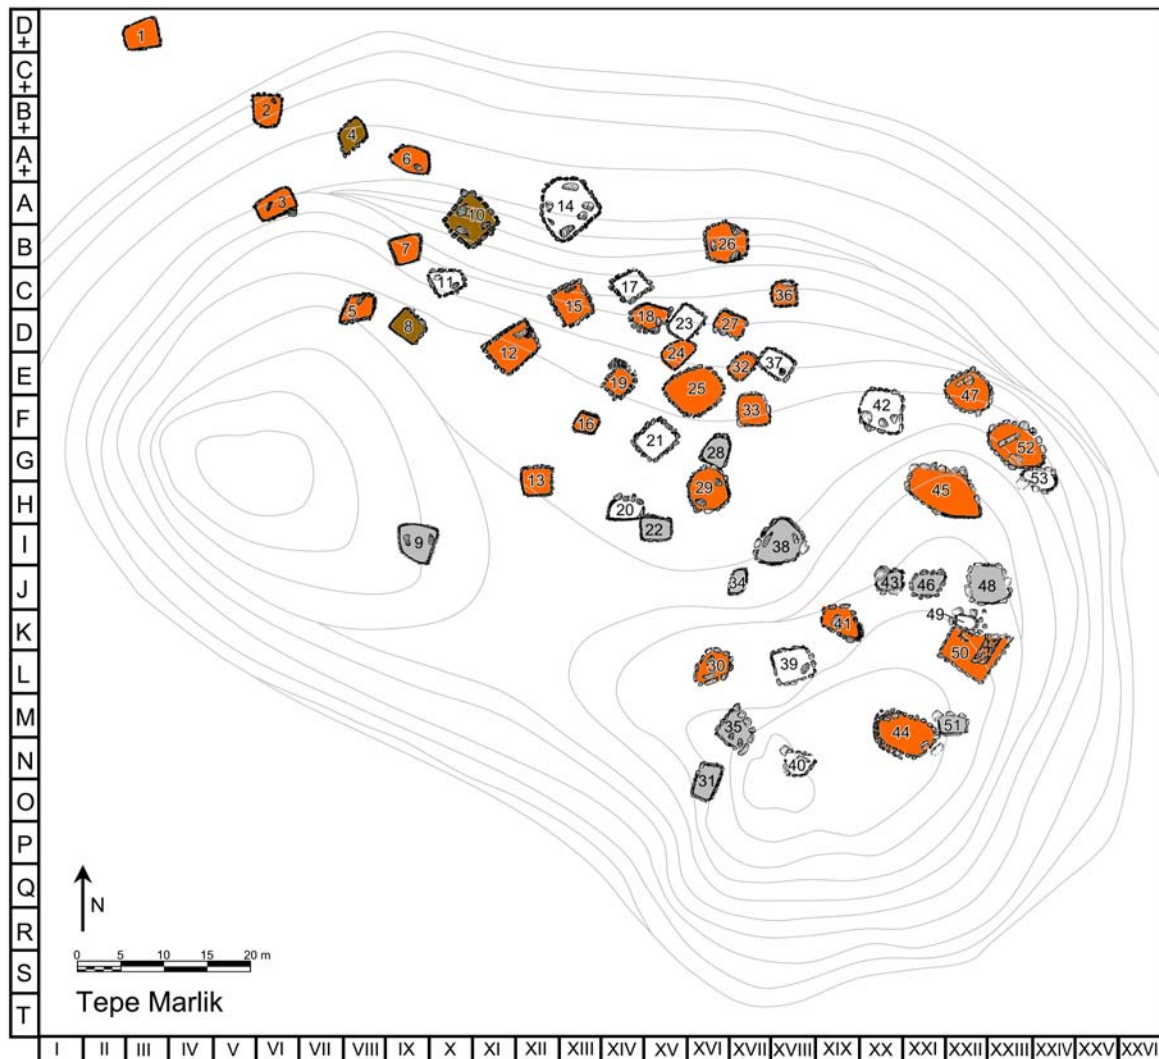 D+
1
C+
B+
2
4
A+
6
A
3
10
14
B
7
26
C
11
17
36
15
D
5
8
18
23
27
12
24
E
32
37
19
25
47
F
16
33
42
21
G
28
52
13
29
53
45
H
20
22
I
9
38
J
34
43
46
48
K
49
41
L
30
39
50
M
35
44
51
N
40
O
31
P
Q
N
R
0 5 10 15 20 m
S
Tepe Marlik
T
I II III IV V VI VII VIII IX X XI XII XIII XIV XV XVI XVII XVIII XIX XX XXI XXII XXIII XXIV XXV XXVI